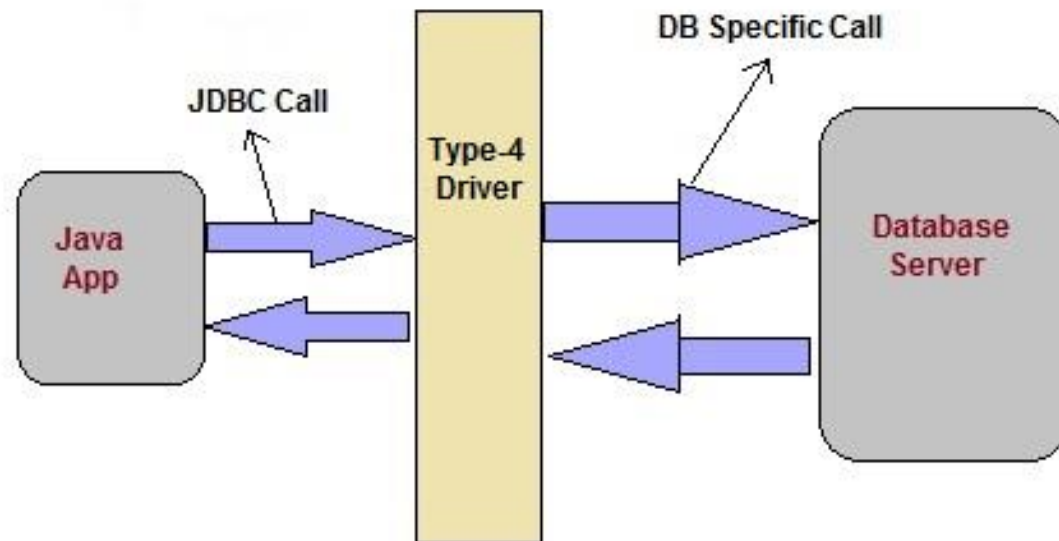 DB Specific Call
JDBC Call
Type-4
Driver
Java
App
Database
Server